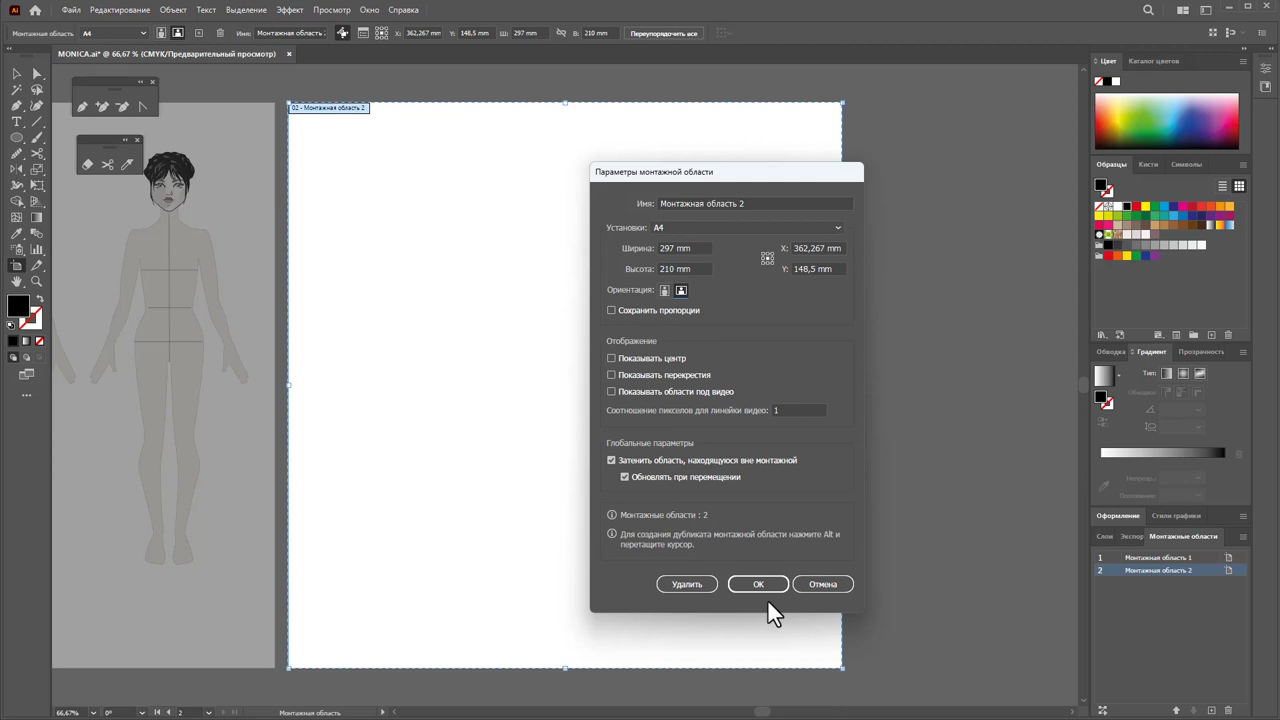 Ai
Файл Редактирование Объект Текст Выделение Эффект Просмотр Окно Справка
Монтажная область A4 Имя: Монтажная область 2 X: 362,267 mm Y: 148,5 mm Ш: 297 mm В: 210 mm Переупорядочить все
MONICA.ai* @ 66,67 % (CMYK/Предварительный просмотр)
02 - Монтажная область 2
Параметры монтажной области
Имя: Монтажная область 2
Установки: A4
Ширина: 297 mm X: 362,267 mm
Высота: 210 mm Y: 148,5 mm
Ориентация:
Сохранить пропорции
Отображение
Показывать центр
Показывать перекрестия
Показывать области под видео
Соотношение пикселов для линейки видео: 1
Глобальные параметры
Затенить область, находящуюся вне монтажной
Обновлять при перемещении
Монтажные области : 2
Для создания дубликата монтажной области нажмите Alt и
перетащите курсор.
Удалить OK Отмена
Цвет Каталог цветов
Образцы Кисти Символы
Обводка Градиент Прозрачность
Тип:
Обводка:
Непрозр:
Положение:
Оформление Стили графики
Слои Экспор Монтажные области
1 Монтажная область 1
2 Монтажная область 2
66,67% 0° 2 Монтажная область